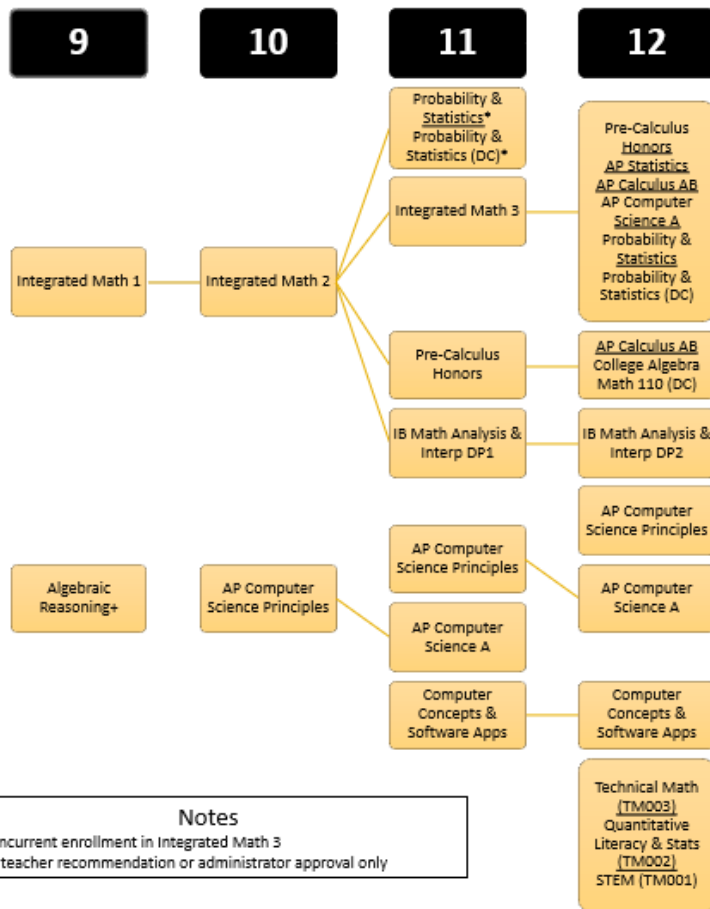 9
10
11
12
Probability &
Statistics*
Probability &
Statistics (DC)*
Integrated Math 3
Pre-Calculus
Honors
AP Statistics
AP Calculus AB
AP Computer
Science A
Probability &
Statistics
Probability &
Statistics (DC)
Integrated Math 1
Integrated Math 2
Pre-Calculus
Honors
AP Calculus AB
College Algebra
Math 110 (DC)
IB Math Analysis &
Interp DP1
IB Math Analysis &
Interp DP2
AP Computer
Science Principles
Algebraic
Reasoning+
AP Computer
Science Principles
AP Computer
Science Principles
AP Computer
Science A
AP Computer
Science A
Computer
Concepts &
Software Apps
Computer
Concepts &
Software Apps
Technical Math
(TM003)
Quantitative
Literacy & Stats
(TM002)
STEM (TM001)
Notes
ncurrent enrollment in Integrated Math 3
teacher recommendation or administrator approval only